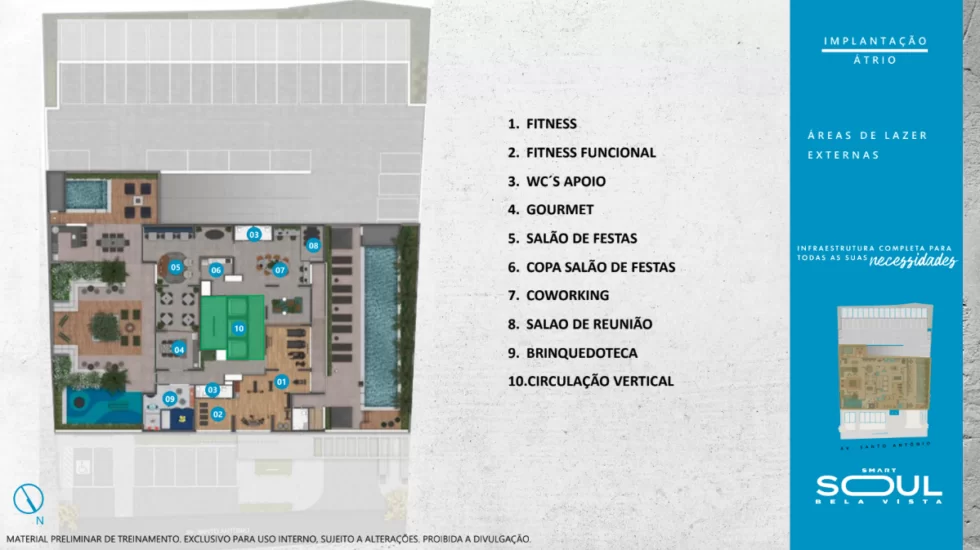 IMPLANTAÇÃO
ÁTRIO
ÁREAS DE LAZER
EXTERNAS
1. FITNESS
2. FITNESS FUNCIONAL
3. WC´S APOIO
4. GOURMET
5. SALÃO DE FESTAS
6. COPA SALÃO DE FESTAS
7. COWORKING
8. SALAO DE REUNIÃO
9. BRINQUEDOTECA
10.CIRCULAÇÃO VERTICAL
03
08
05
06
07
10
04
01
03
09
02
INFRAESTRUTURA COMPLETA PARA
TODAS AS SUAS necessidades
AV. SANTO ANTÔNIO
SMART
SOUL
BELA VISTA
N
MATERIAL PRELIMINAR DE TREINAMENTO. EXCLUSIVO PARA USO INTERNO, SUJEITO A ALTERAÇÕES. PROIBIDA A DIVULGAÇÃO.